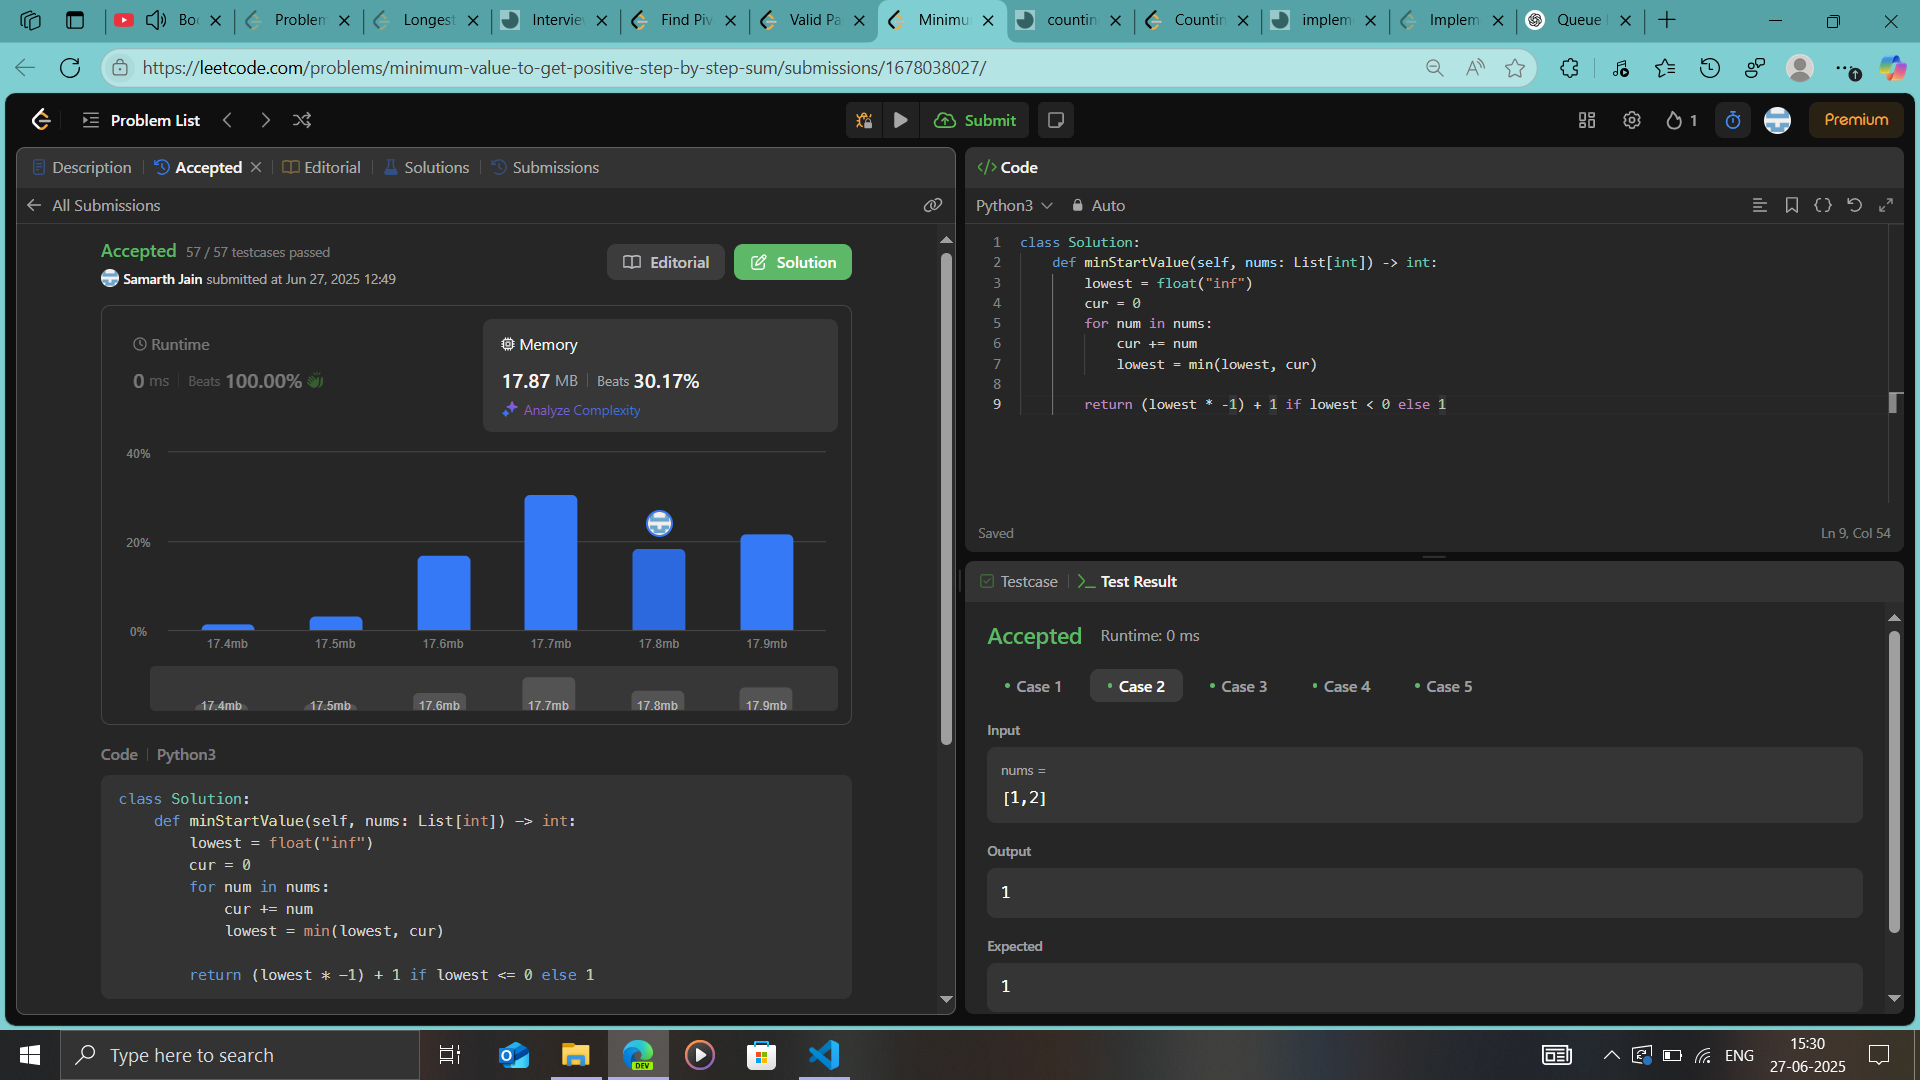 Boo
Problem
Longest
Interview
Find Piv
Valid Pa
Minimum
counting
Countin
implem
Implem
Queue
https://leetcode.com/problems/minimum-value-to-get-positive-step-by-step-sum/submissions/1678038027/
Problem List
Submit
1
Premium
Description
Accepted
Editorial
Solutions
Submissions
All Submissions
Accepted 57 / 57 testcases passed
Samarth Jain submitted at Jun 27, 2025 12:49
Editorial
Solution
Runtime
0 ms Beats 100.00%
Memory
17.87 MB Beats 30.17%
Analyze Complexity
40%
20%
0%
17.4mb 17.5mb 17.6mb 17.7mb 17.8mb 17.9mb
17.4mb 17.5mb 17.6mb 17.7mb 17.8mb 17.9mb
Code Python3
class Solution:
    def minStartValue(self, nums: List[int]) -> int:
        lowest = float("inf")
        cur = 0
        for num in nums:
            cur += num
            lowest = min(lowest, cur)
        return (lowest * -1) + 1 if lowest <= 0 else 1
</> Code
Python3
Auto
1 class Solution:
2     def minStartValue(self, nums: List[int]) -> int:
3         lowest = float("inf")
4         cur = 0
5         for num in nums:
6             cur += num
7             lowest = min(lowest, cur)
8
9         return (lowest * -1) + 1 if lowest < 0 else 1
Saved
Ln 9, Col 54
Testcase
Test Result
Accepted Runtime: 0 ms
Case 1
Case 2
Case 3
Case 4
Case 5
Input
nums =
[1,2]
Output
1
Expected
1
Type here to search
DEV
ENG
15:30
27-06-2025